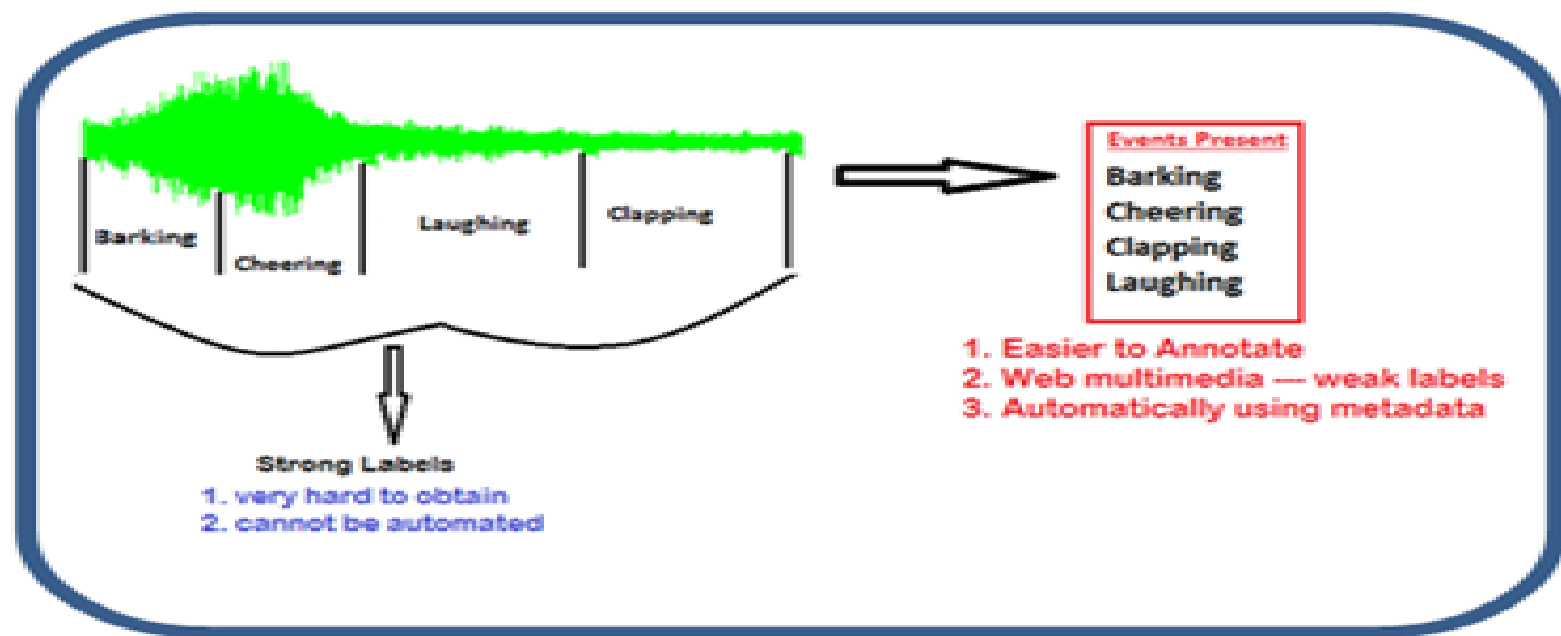 Barking
Cheering
Laughing
Clapping
Strong Labels
1. very hard to obtain
2. cannot be automated
Events Present
Barking
Cheering
Clapping
Laughing
1. Easier to Annotate
2. Web multimedia --- weak labels
3. Automatically using metadata